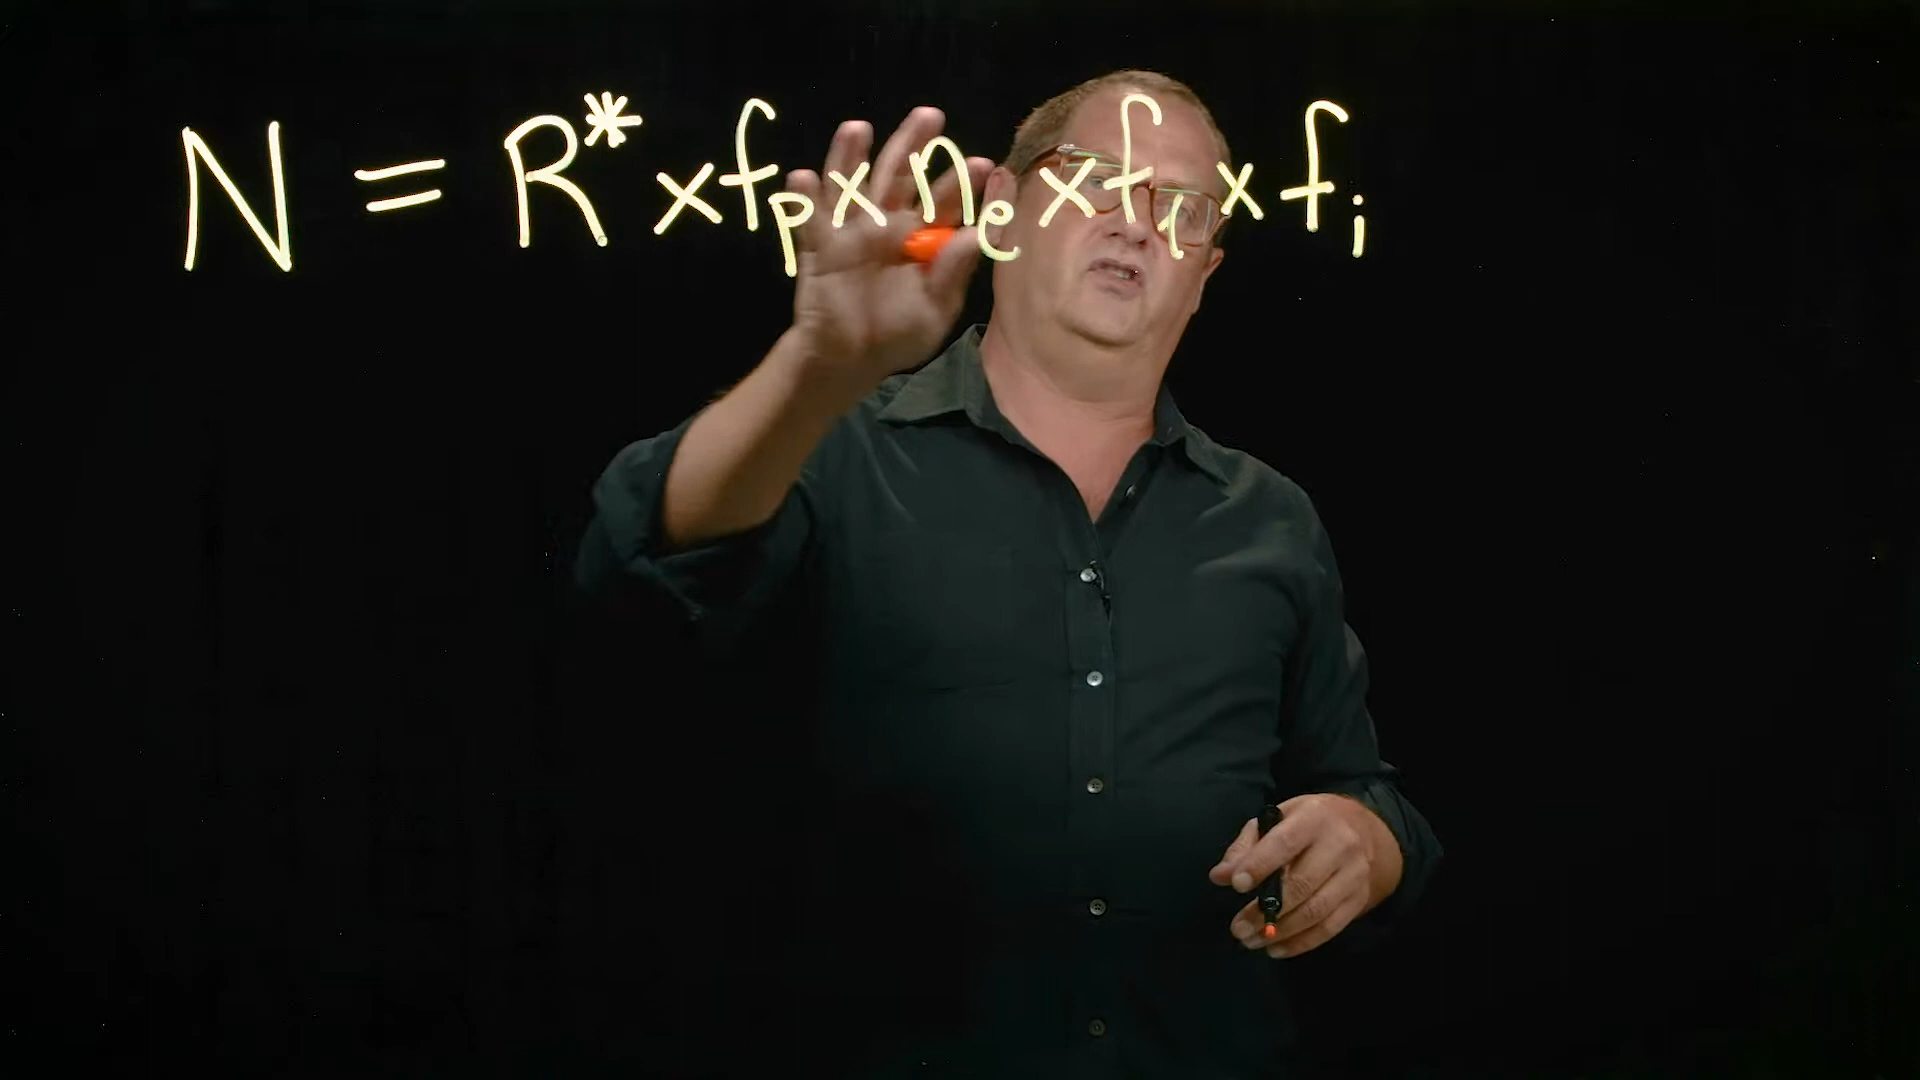 N = R* x fp x ne x fl x fi